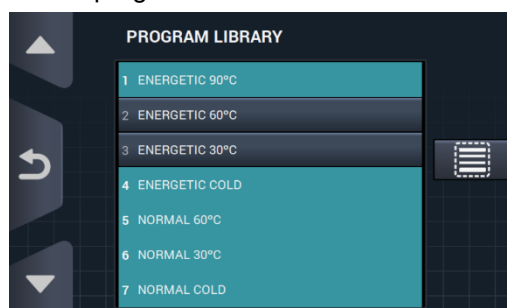 PROGRAM LIBRARY
1 ENERGETIC 90ºC
2 ENERGETIC 60ºC
3 ENERGETIC 30ºC
4 ENERGETIC COLD
5 NORMAL 60ºC
6 NORMAL 30ºC
7 NORMAL COLD